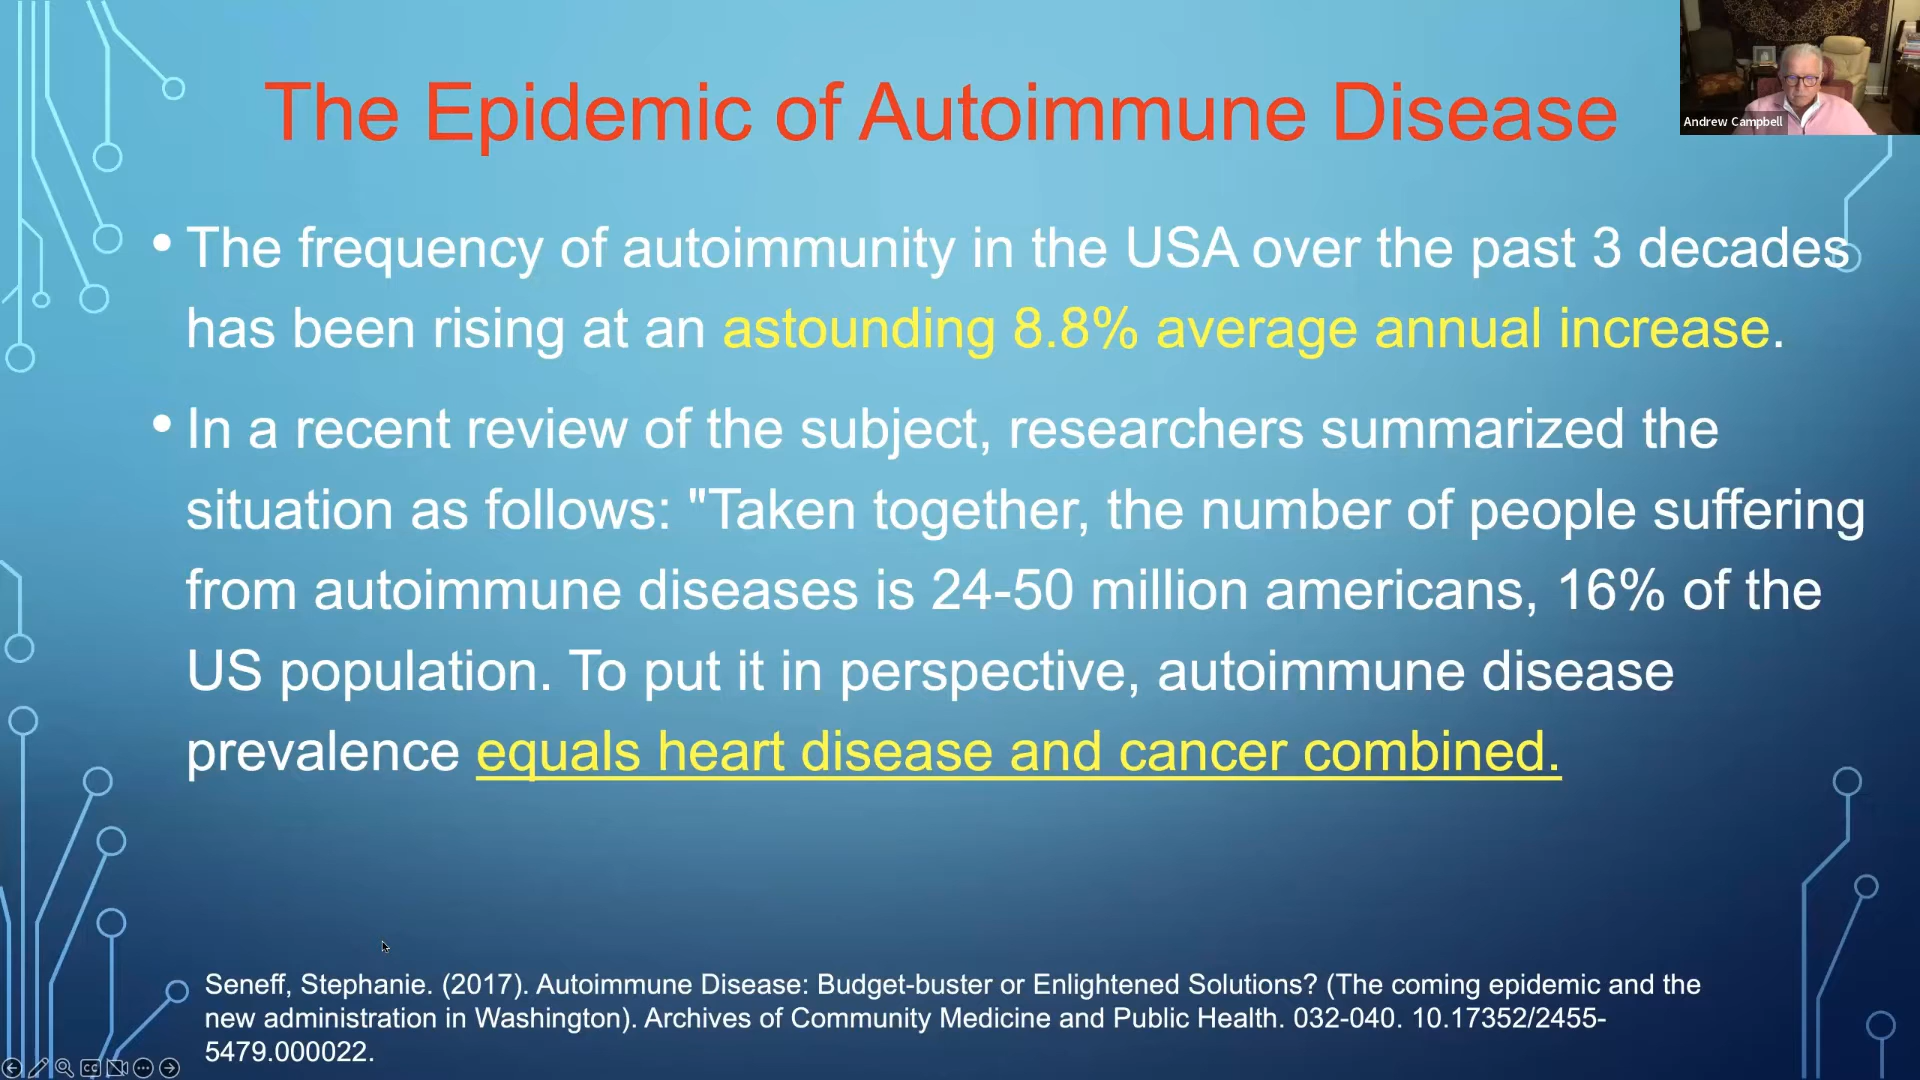 The Epidemic of Autoimmune Disease
Andrew Campbell
• The frequency of autoimmunity in the USA over the past 3 decades
has been rising at an astounding 8.8% average annual increase.
• In a recent review of the subject, researchers summarized the
situation as follows: "Taken together, the number of people suffering
from autoimmune diseases is 24-50 million americans, 16% of the
US population. To put it in perspective, autoimmune disease
prevalence equals heart disease and cancer combined.
Seneff, Stephanie. (2017). Autoimmune Disease: Budget-buster or Enlightened Solutions? (The coming epidemic and the
new administration in Washington). Archives of Community Medicine and Public Health. 032-040. 10.17352/2455-
5479.000022.
CC